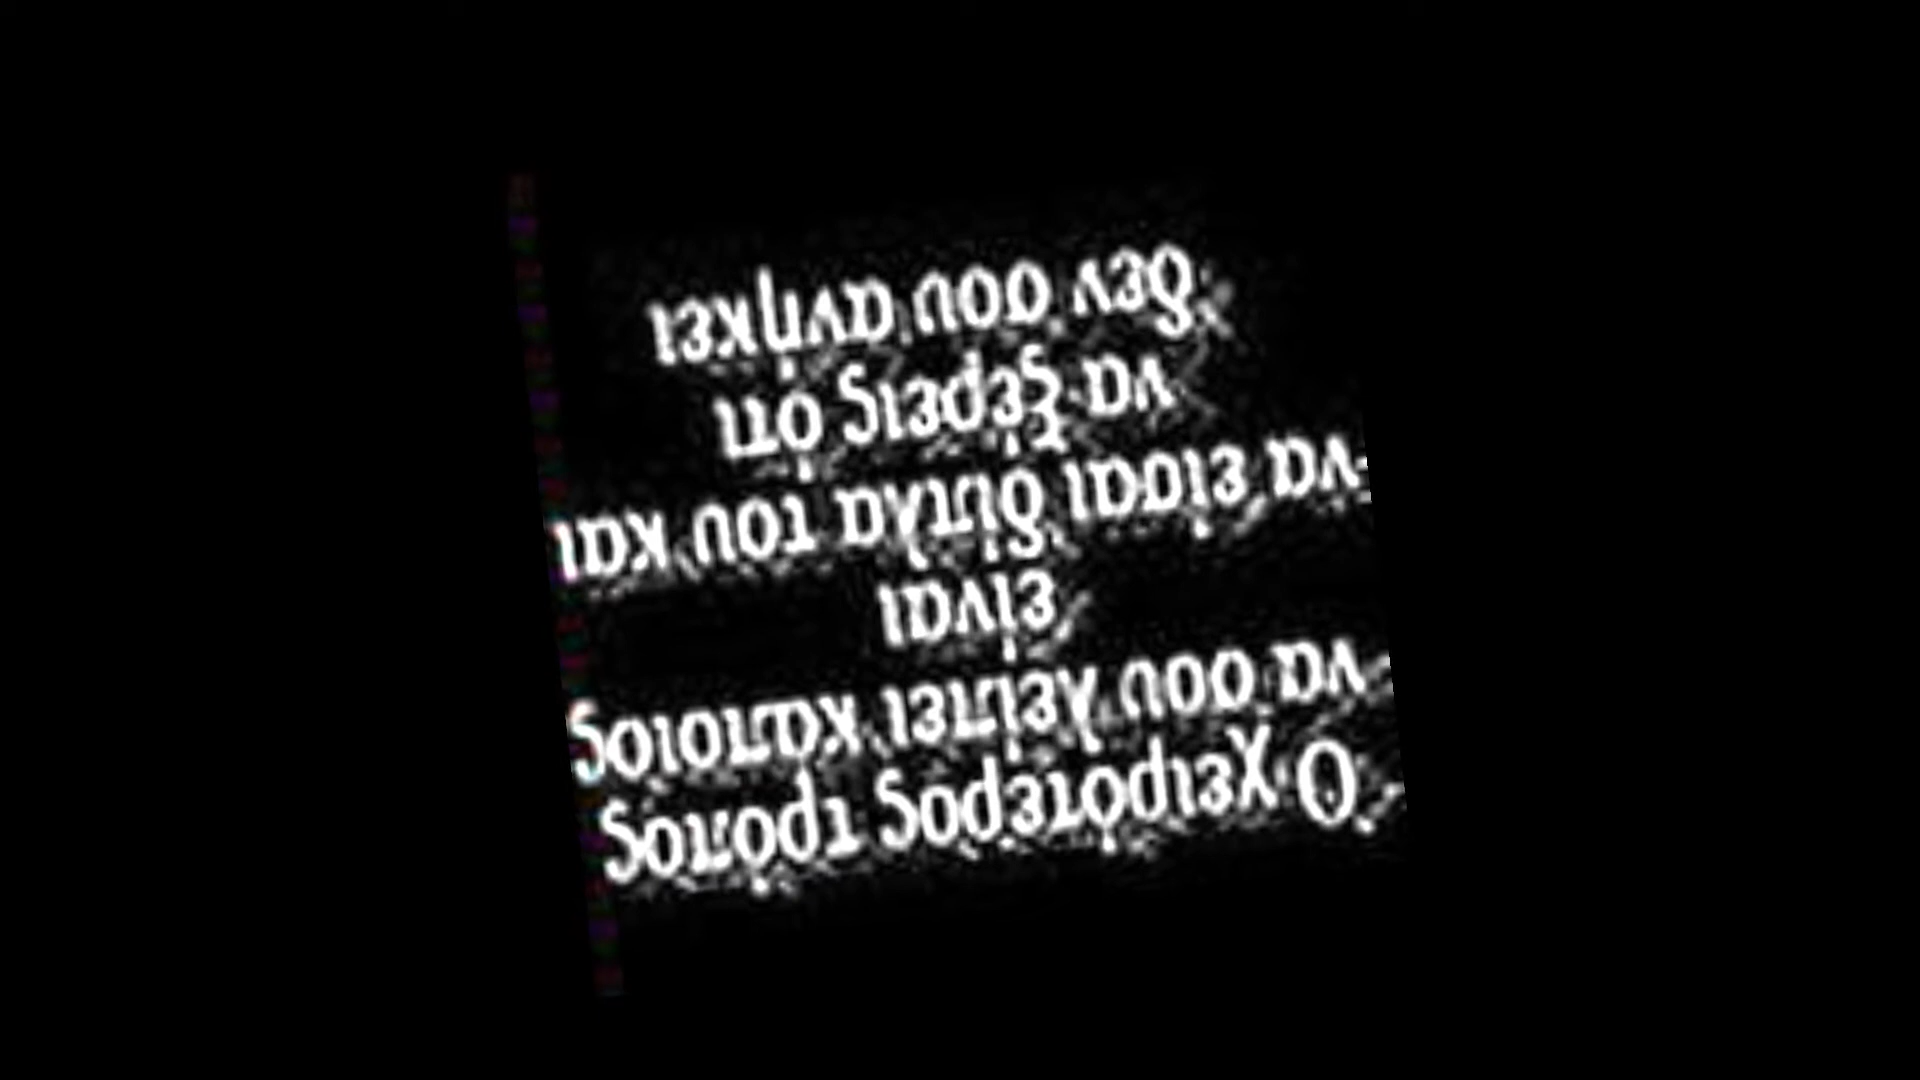 Ο χειρότερος τρόπος
να σου λείπει κάποιος
είναι
να είσαι δίπλα του και
να ξέρεις ότι
δεν σου ανήκει